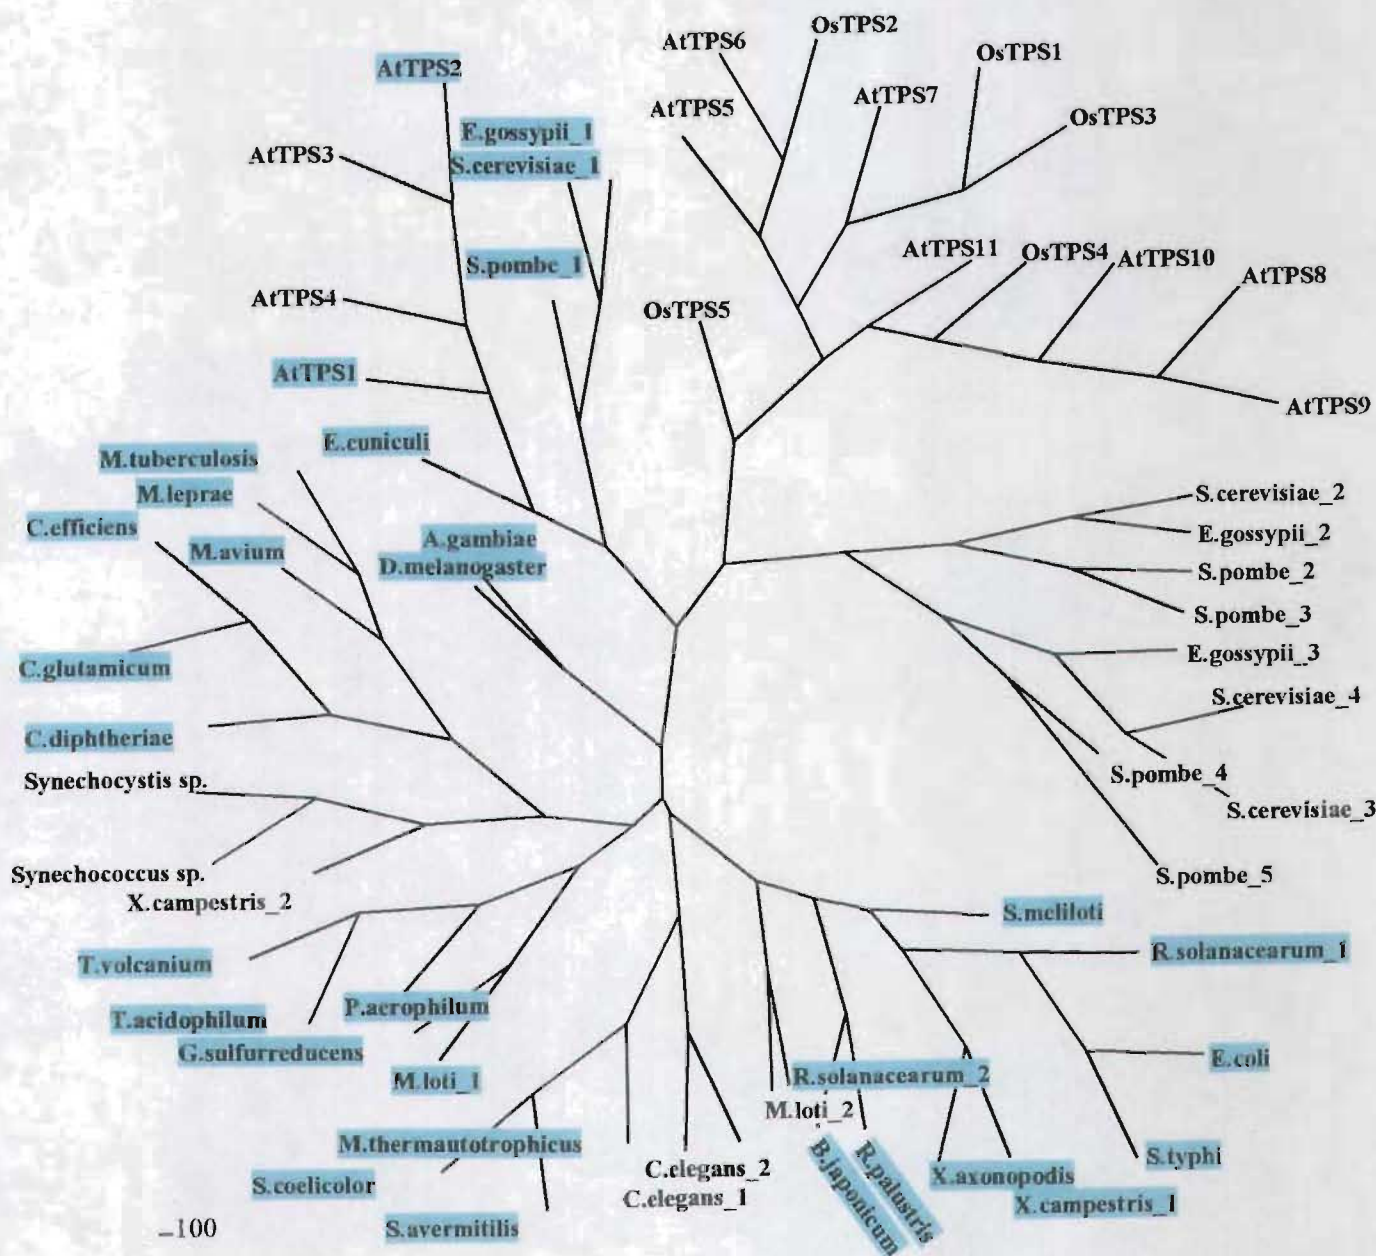 OsTPS2
AtTPS6
OsTPS1
AtTPS2
AtTPS7
AtTPS5
OsTPS3
E.gossypii_1
AtTPS3
S.cerevisiae_1
AtTPS11
OsTPS4
AtTPS10
S.pombe_1
AtTPS8
AtTPS4
OsTPS5
AtTPS1
AtTPS9
E.cuniculi
M.tuberculosis
M.leprae
S.cerevisiae_2
C.efficiens
E.gossypii_2
A.gambiae
M.avium
D.melanogaster
S.pombe_2
S.pombe_3
E.gossypii_3
C.glutamicum
S.cerevisiae_4
C.diphtheriae
S.pombe_4
Synechocystis sp.
S.cerevisiae_3
Synechococcus sp.
S.pombe_5
X.campestris_2
S.meliloti
R.solanacearum_1
T.volcanium
P.aerophilum
T.acidophilum
G.sulfurreducens
E.coli
M.loti_1
R.solanacearum_2
M.loti_2
M.thermautotrophicus
S.typhi
C.elegans_2
X.axonopodis
S.coelicolor
C.elegans_1
B.japonicum
R.palustris
X.campestris_1
S.avermitilis
–100